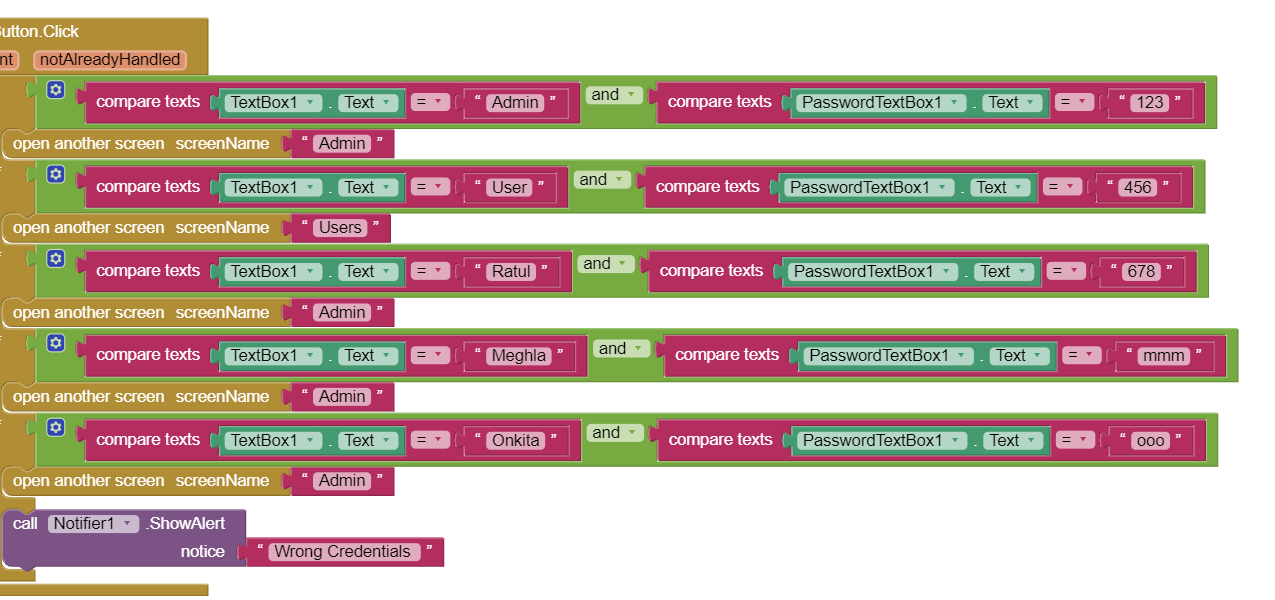 utton.Click
nt notAlreadyHandled
compare texts TextBox1 . Text = “ Admin ” and compare texts PasswordTextBox1 . Text = “ 123 ”
open another screen screenName “ Admin ”
compare texts TextBox1 . Text = “ User ” and compare texts PasswordTextBox1 . Text = “ 456 ”
open another screen screenName “ Users ”
compare texts TextBox1 . Text = “ Ratul ” and compare texts PasswordTextBox1 . Text = “ 678 ”
open another screen screenName “ Admin ”
compare texts TextBox1 . Text = “ Meghla ” and compare texts PasswordTextBox1 . Text = “ mmm ”
open another screen screenName “ Admin ”
compare texts TextBox1 . Text = “ Onkita ” and compare texts PasswordTextBox1 . Text = “ ooo ”
open another screen screenName “ Admin ”
call Notifier1 .ShowAlert
notice “ Wrong Credentials ”